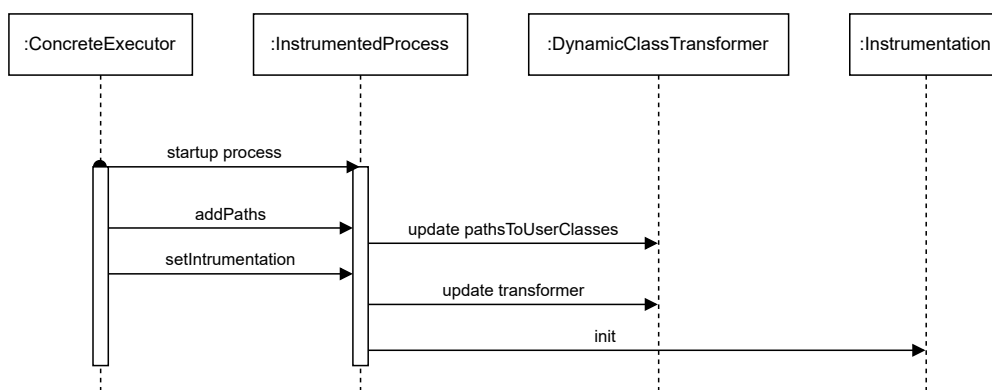 :ConcreteExecutor
:InstrumentedProcess
:DynamicClassTransformer
:Instrumentation
startup process
addPaths
update pathsToUserClasses
setIntrumentation
update transformer
init